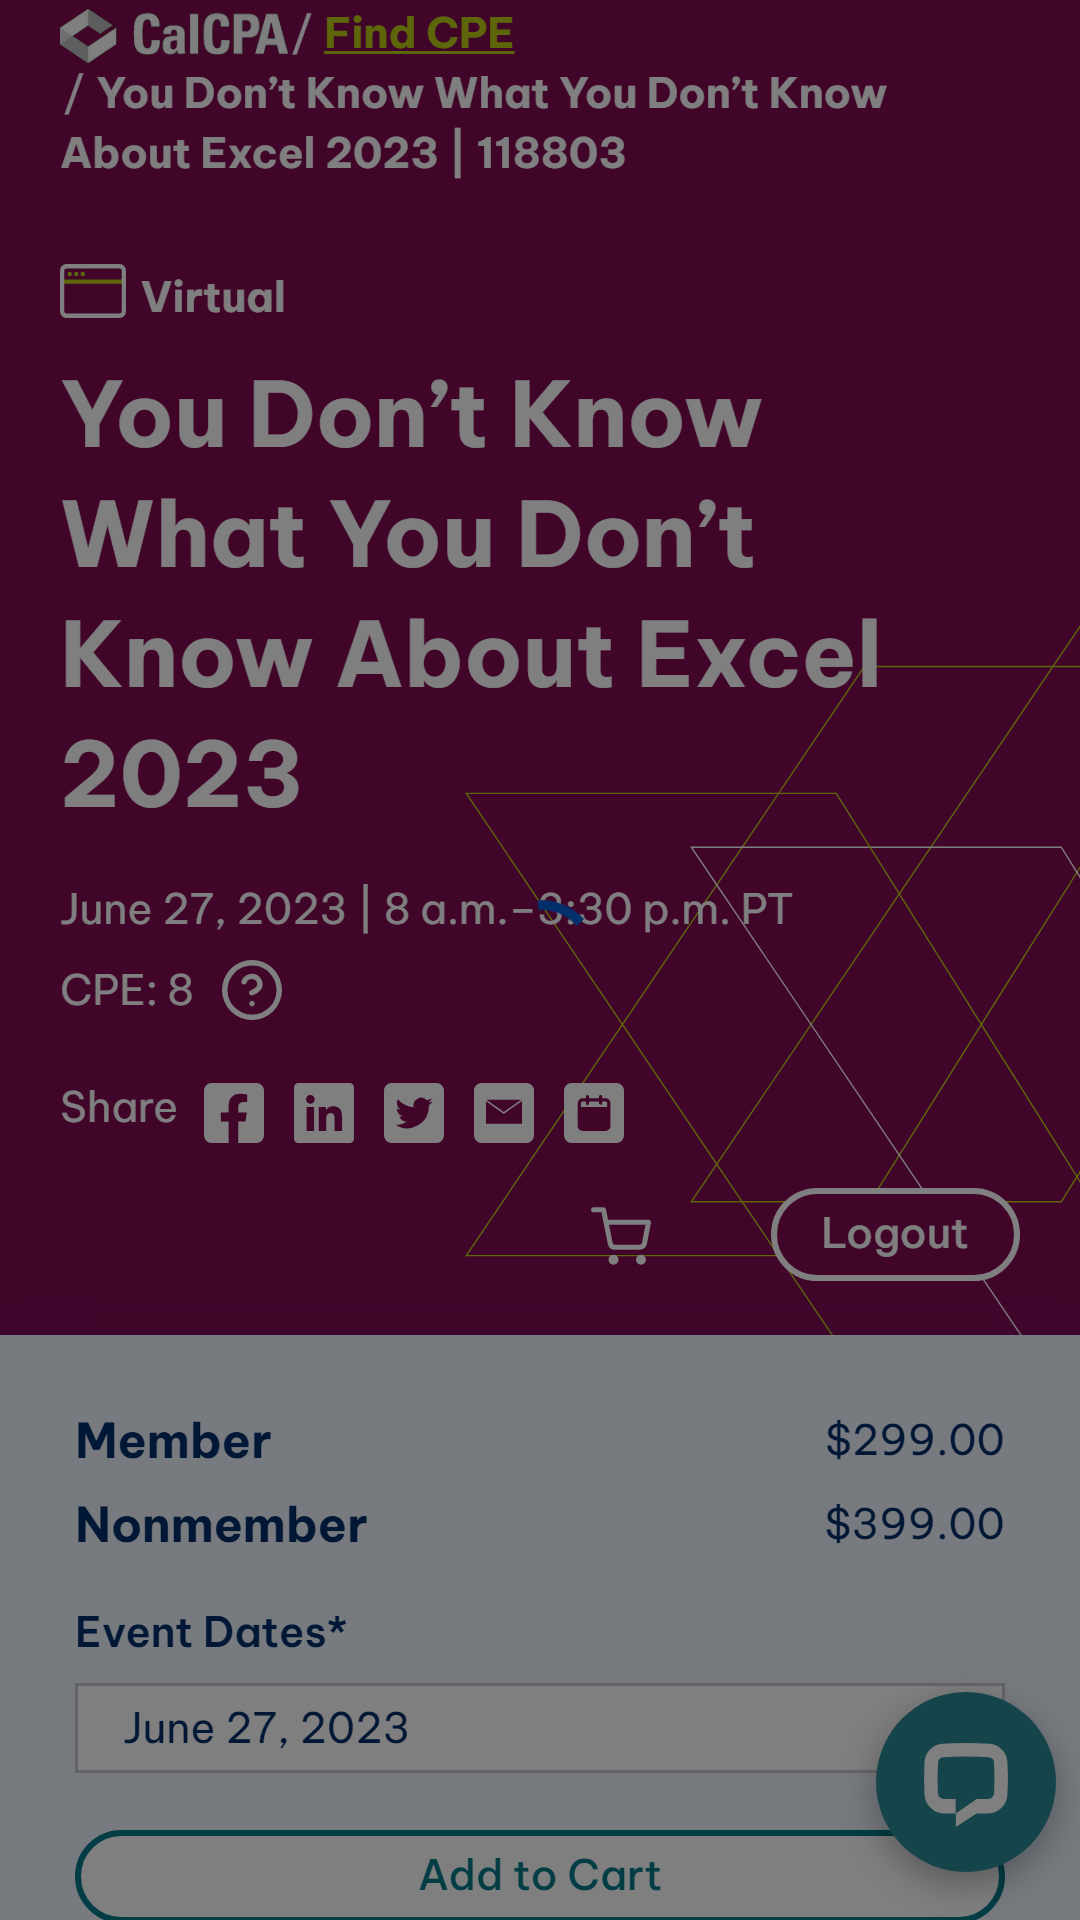 CalCPA / Find CPE
/ You Don’t Know What You Don’t Know
About Excel 2023 | 118803
Virtual
You Don’t Know
What You Don’t
Know About Excel
2023
June 27, 2023 | 8 a.m.–3:30 p.m. PT
CPE: 8 ?
Share
Logout
Member $299.00
Nonmember $399.00
Event Dates*
June 27, 2023
Add to Cart